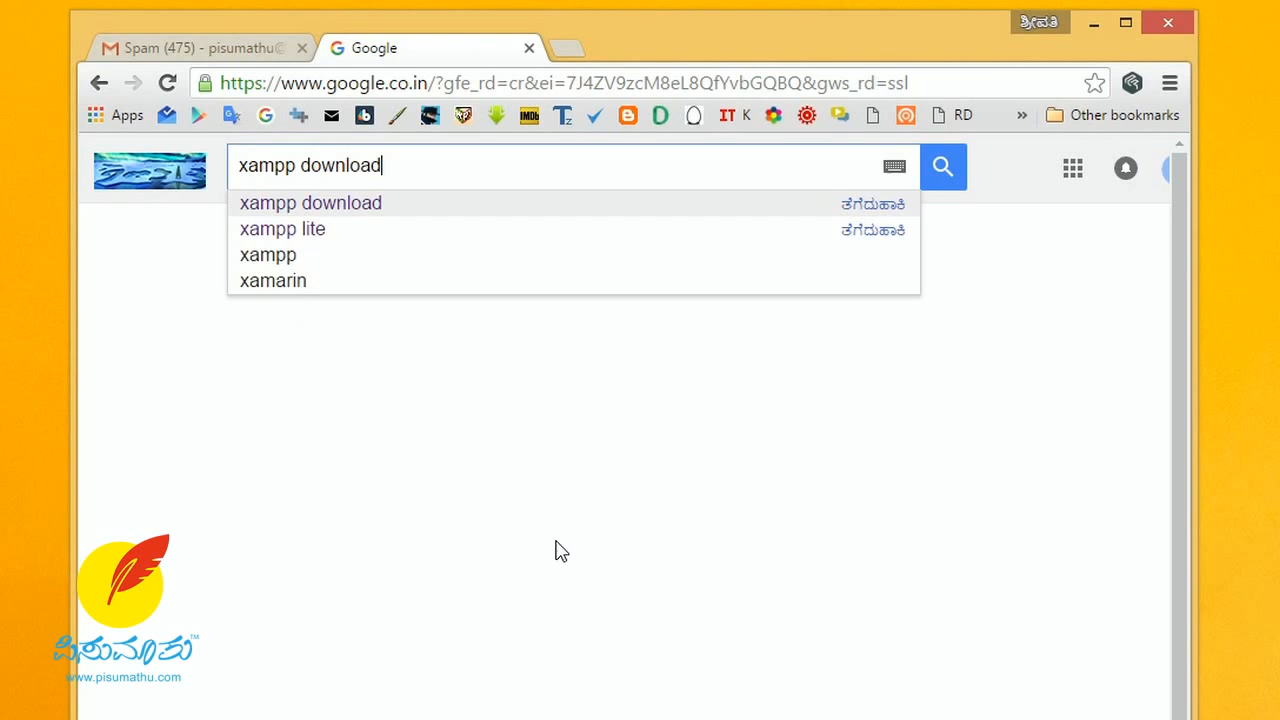 ಶ್ರೀಪತಿ
Spam (475) - pisumathu@
Google
https://www.google.co.in/?gfe_rd=cr&ei=7J4ZV9zcM8eL8QfYvbGQBQ&gws_rd=ssl
Apps
IMDb
IT K
RD
Other bookmarks
xampp download
xampp download ತೆಗೆದುಹಾಕಿ
xampp lite ತೆಗೆದುಹಾಕಿ
xampp
xamarin
ಪಿಸುಮಾತು™
www.pisumathu.com